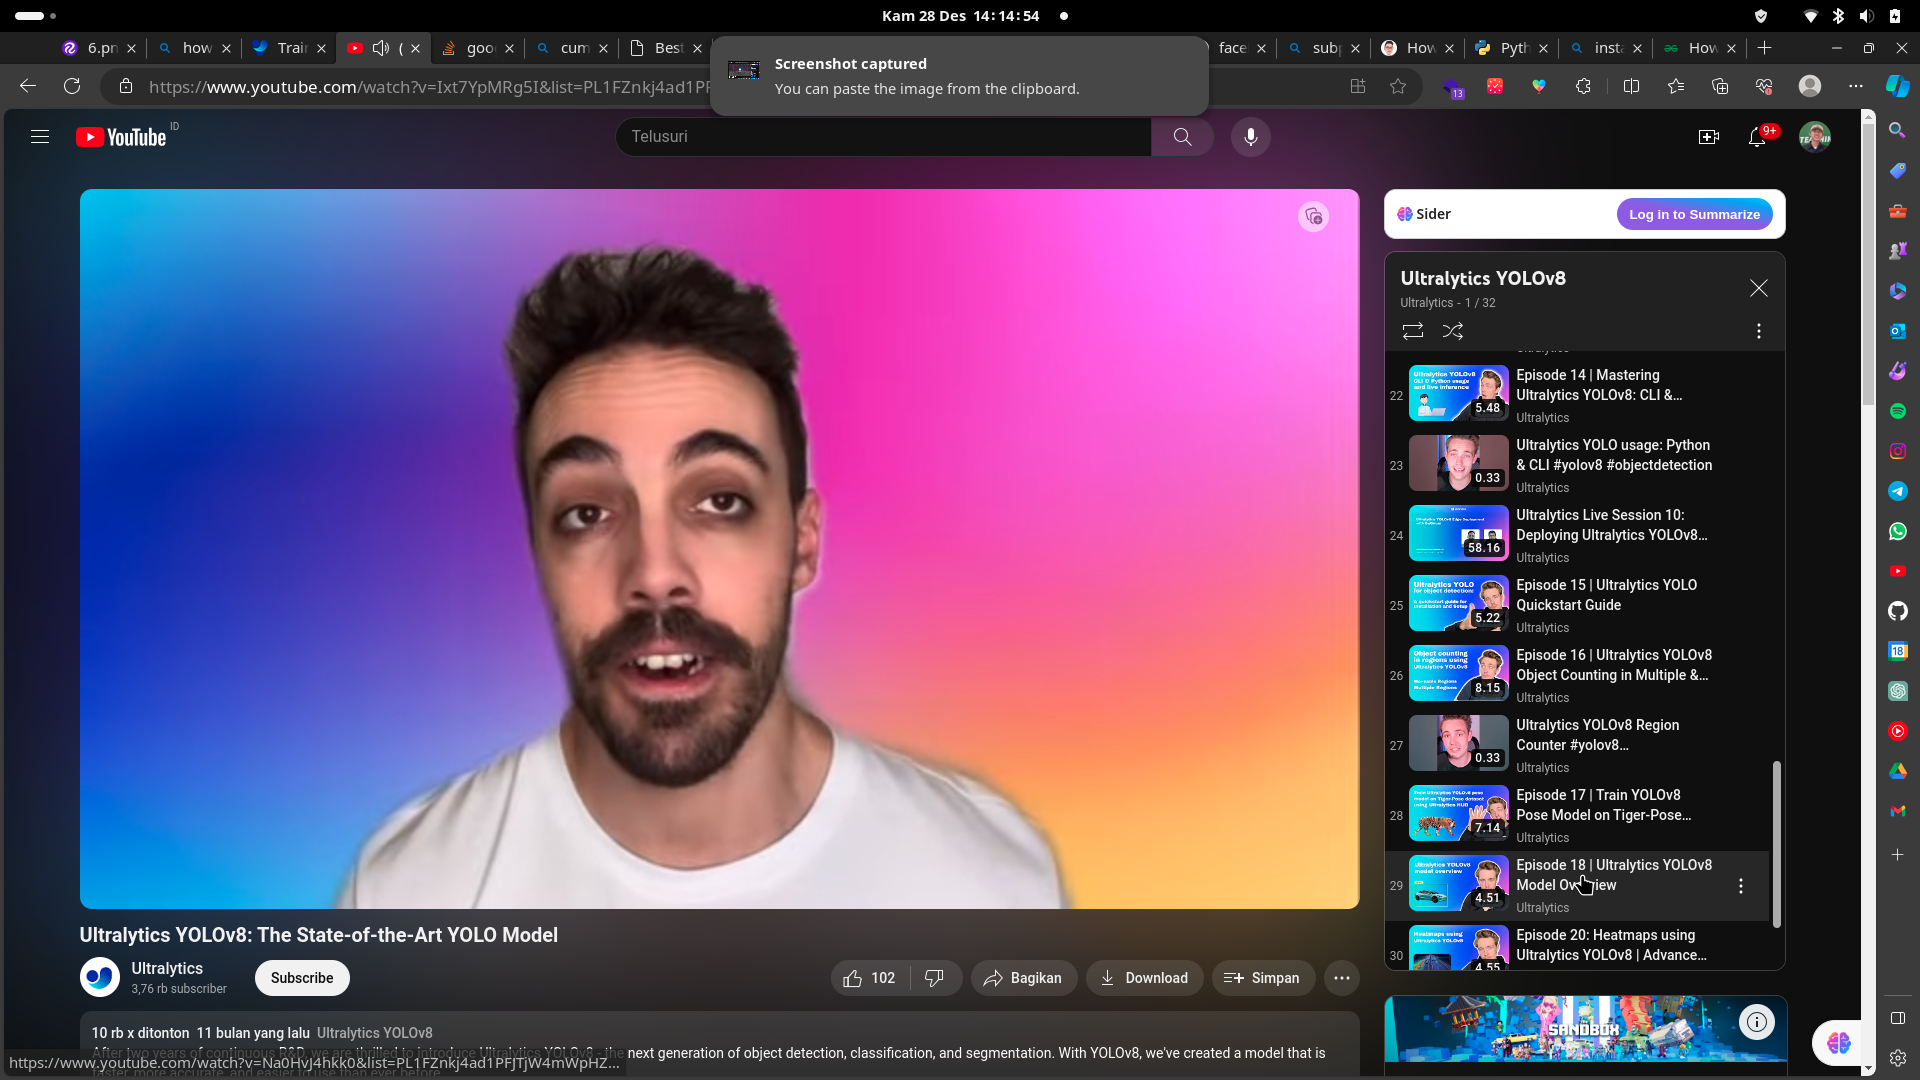 Kam 28 Des 14:14:54
6.pr
how
Trai
(
goo
cum
Best
face
subp
How
Pyth
inst
How
Screenshot captured
You can paste the image from the clipboard.
https://www.youtube.com/watch?v=Ixt7YpMRg5I&list=PL1FZnkj4ad1PF
13
YouTube ID
Telusuri
9+
Sider
Log in to Summarize
Ultralytics YOLOv8
Ultralytics - 1 / 32
22
5.48
Episode 14 | Mastering
Ultralytics YOLOv8: CLI &…
Ultralytics
23
0.33
Ultralytics YOLO usage: Python
& CLI #yolov8 #objectdetection
Ultralytics
24
58.16
Ultralytics Live Session 10:
Deploying Ultralytics YOLOv8…
Ultralytics
25
5.22
Episode 15 | Ultralytics YOLO
Quickstart Guide
Ultralytics
26
8.15
Episode 16 | Ultralytics YOLOv8
Object Counting in Multiple &…
Ultralytics
27
0.33
Ultralytics YOLOv8 Region
Counter #yolov8…
Ultralytics
28
7.14
Episode 17 | Train YOLOv8
Pose Model on Tiger-Pose…
Ultralytics
29
4.51
Episode 18 | Ultralytics YOLOv8
Model Overview
Ultralytics
30
4.55
Episode 20: Heatmaps using
Ultralytics YOLOv8 | Advance…
Ultralytics YOLOv8: The State-of-the-Art YOLO Model
Ultralytics
3,76 rb subscriber
Subscribe
102
Bagikan
Download
Simpan
10 rb x ditonton 11 bulan yang lalu Ultralytics YOLOv8
After two years of continuous R&D, we are thrilled to introduce Ultralytics YOLOv8 - the next generation of object detection, classification, and segmentation. With YOLOv8, we've created a model that is
faster, more accurate, and easier to use than ever before.
https://www.youtube.com/watch?v=Na0HvJ4hkk0&list=PL1FZnkj4ad1PFJTjW4mWpHZ...
SANDBOX
18